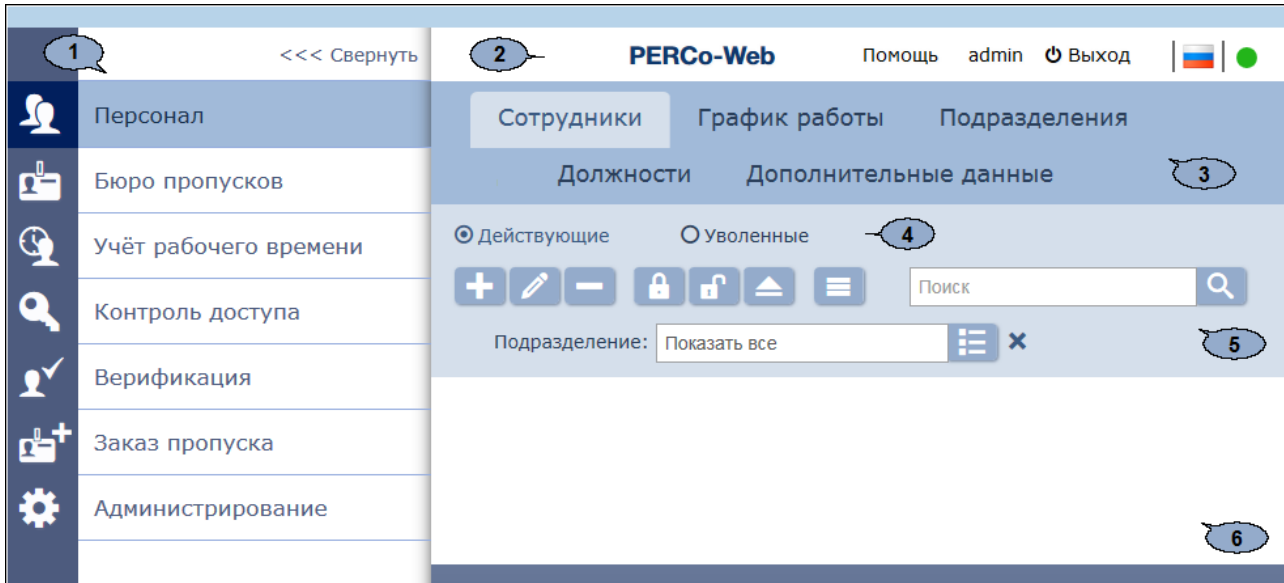 1 <<< Свернуть 2 PERCo-Web Помощь admin Выход
Персонал
Бюро пропусков
Учёт рабочего времени
Контроль доступа
Верификация
Заказ пропуска
Администрирование
Сотрудники График работы Подразделения
Должности Дополнительные данные 3
Действующие Уволенные 4
Поиск
Подразделение: Показать все 5
6